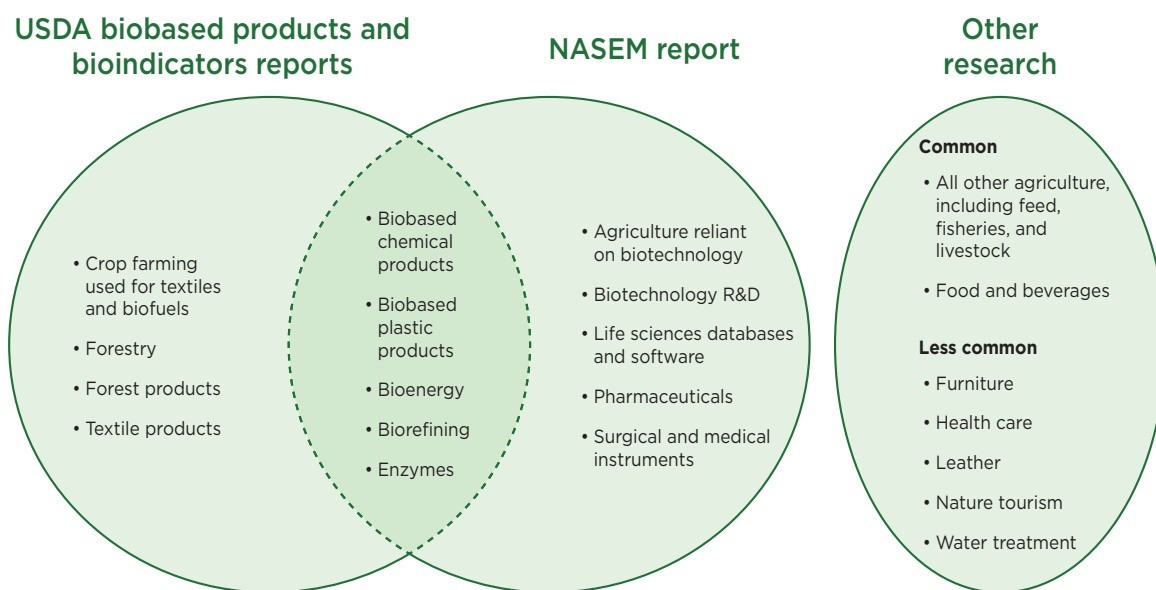 USDA biobased products and
bioindicators reports
NASEM report
Other
research
• Crop farming
used for textiles
and biofuels
• Forestry
• Forest products
• Textile products
• Biobased
chemical
products
• Biobased
plastic
products
• Bioenergy
• Biorefining
• Enzymes
• Agriculture reliant
on biotechnology
• Biotechnology R&D
• Life sciences databases
and software
• Pharmaceuticals
• Surgical and medical
instruments
Common
• All other agriculture,
including feed,
fisheries, and
livestock
• Food and beverages
Less common
• Furniture
• Health care
• Leather
• Nature tourism
• Water treatment